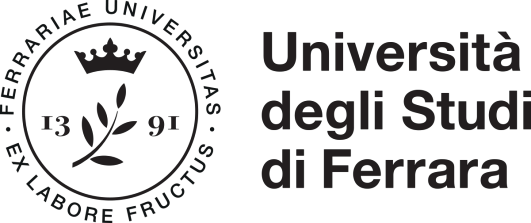 · FERRARIAE UNIVERSITAS ·
EX LABORE FRUCTUS
13 91
Università
degli Studi
di Ferrara